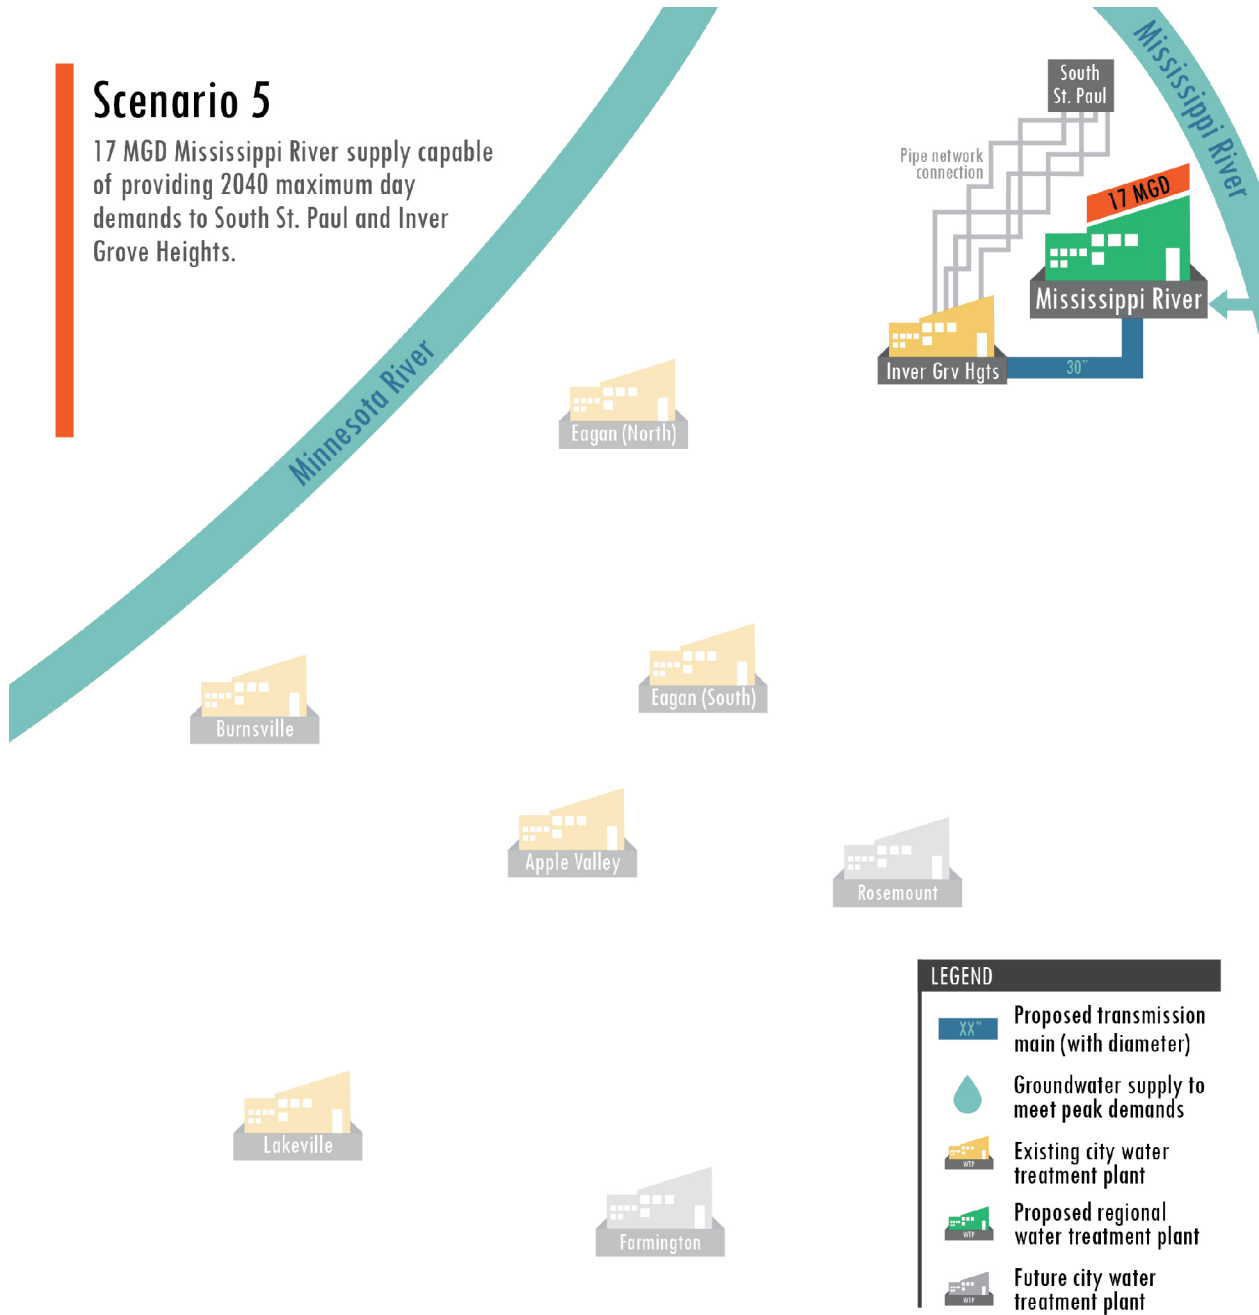 Scenario 5
17 MGD Mississippi River supply capable
of providing 2040 maximum day
demands to South St. Paul and Inver
Grove Heights.
Minnesota River
Mississippi River
South
St. Paul
Pipe network
connection
17 MGD
Mississippi River
Inver Grv Hgts
30"
Eagan (North)
Burnsville
Eagan (South)
Apple Valley
Rosemount
Lakeville
Farmington
LEGEND
XX"
Proposed transmission
main (with diameter)
Groundwater supply to
meet peak demands
WTP
Existing city water
treatment plant
WTP
Proposed regional
water treatment plant
WTP
Future city water
treatment plant